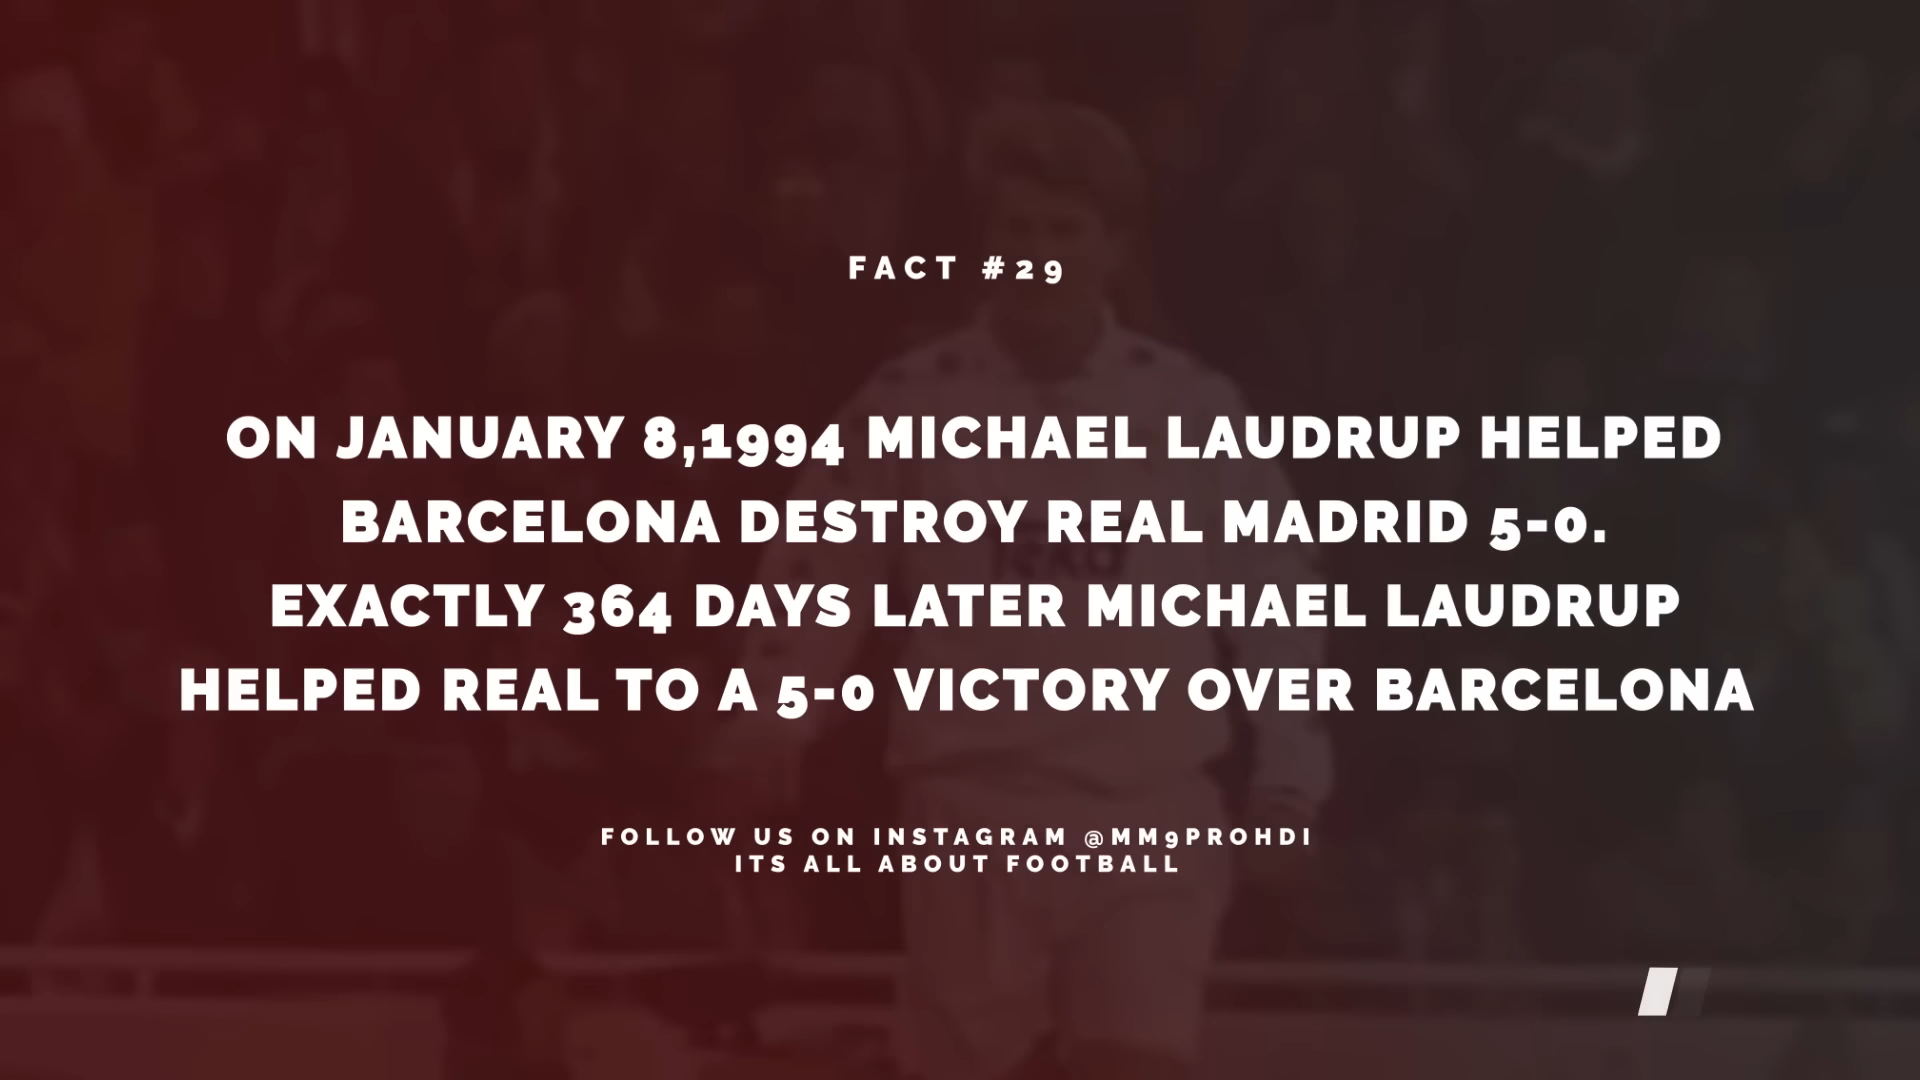 FACT #29
ON JANUARY 8,1994 MICHAEL LAUDRUP HELPED
BARCELONA DESTROY REAL MADRID 5-0.
EXACTLY 364 DAYS LATER MICHAEL LAUDRUP
HELPED REAL TO A 5-0 VICTORY OVER BARCELONA
FOLLOW US ON INSTAGRAM @MM9PROHDI
ITS ALL ABOUT FOOTBALL